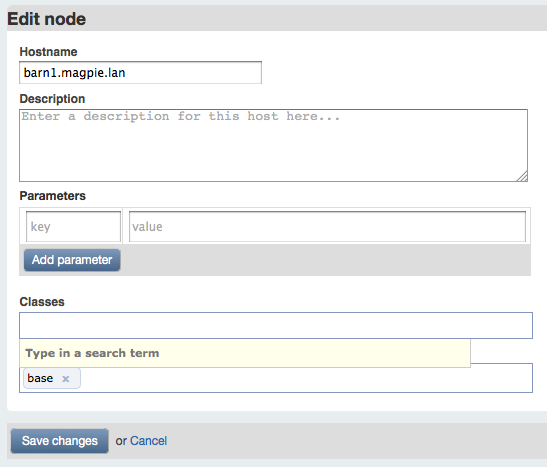 Edit node
Hostname
barn1.magpie.lan
Description
Enter a description for this host here...
Parameters
key value
Add parameter
Classes
Type in a search term
base x
Save changes or Cancel